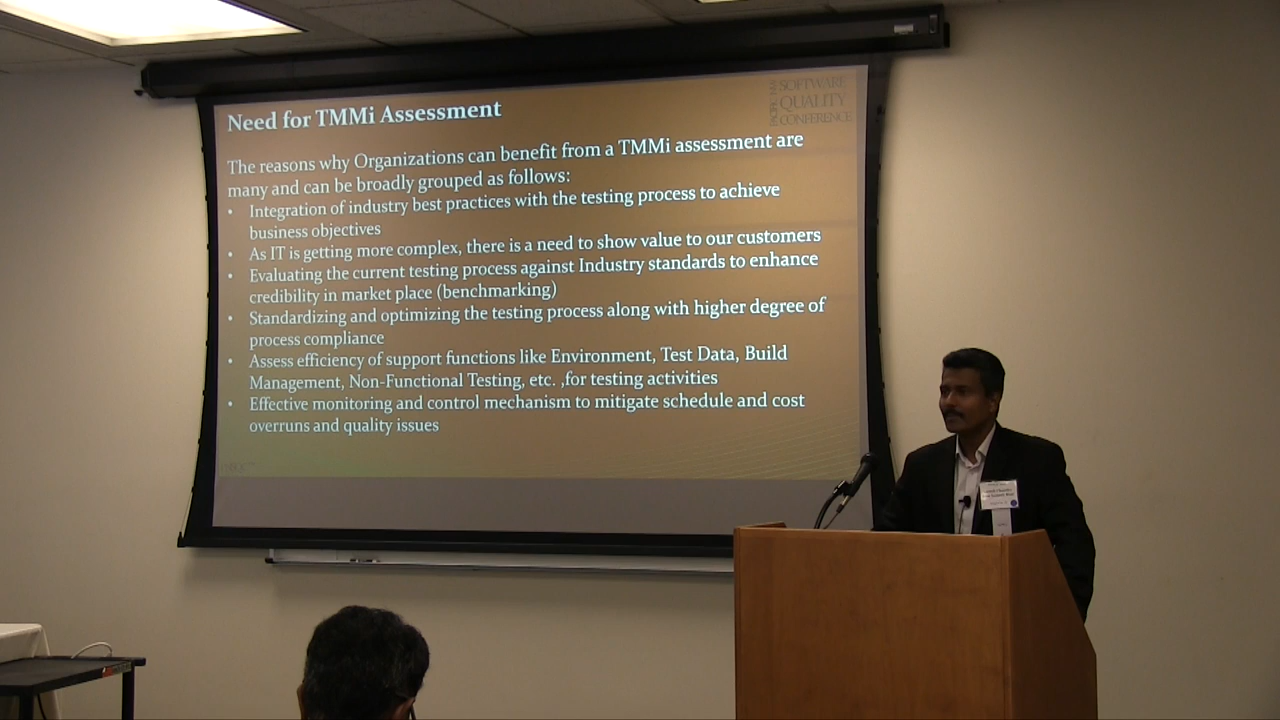 Need for TMMi Assessment
PACIFIC NW
SOFTWARE
QUALITY
CONFERENCE
The reasons why Organizations can benefit from a TMMi assessment are
many and can be broadly grouped as follows:
• Integration of industry best practices with the testing process to achieve
business objectives
• As IT is getting more complex, there is a need to show value to our customers
• Evaluating the current testing process against Industry standards to enhance
credibility in market place (benchmarking)
• Standardizing and optimizing the testing process along with higher degree of
process compliance
• Assess efficiency of support functions like Environment, Test Data, Build
Management, Non-Functional Testing, etc. ,for testing activities
• Effective monitoring and control mechanism to mitigate schedule and cost
overruns and quality issues